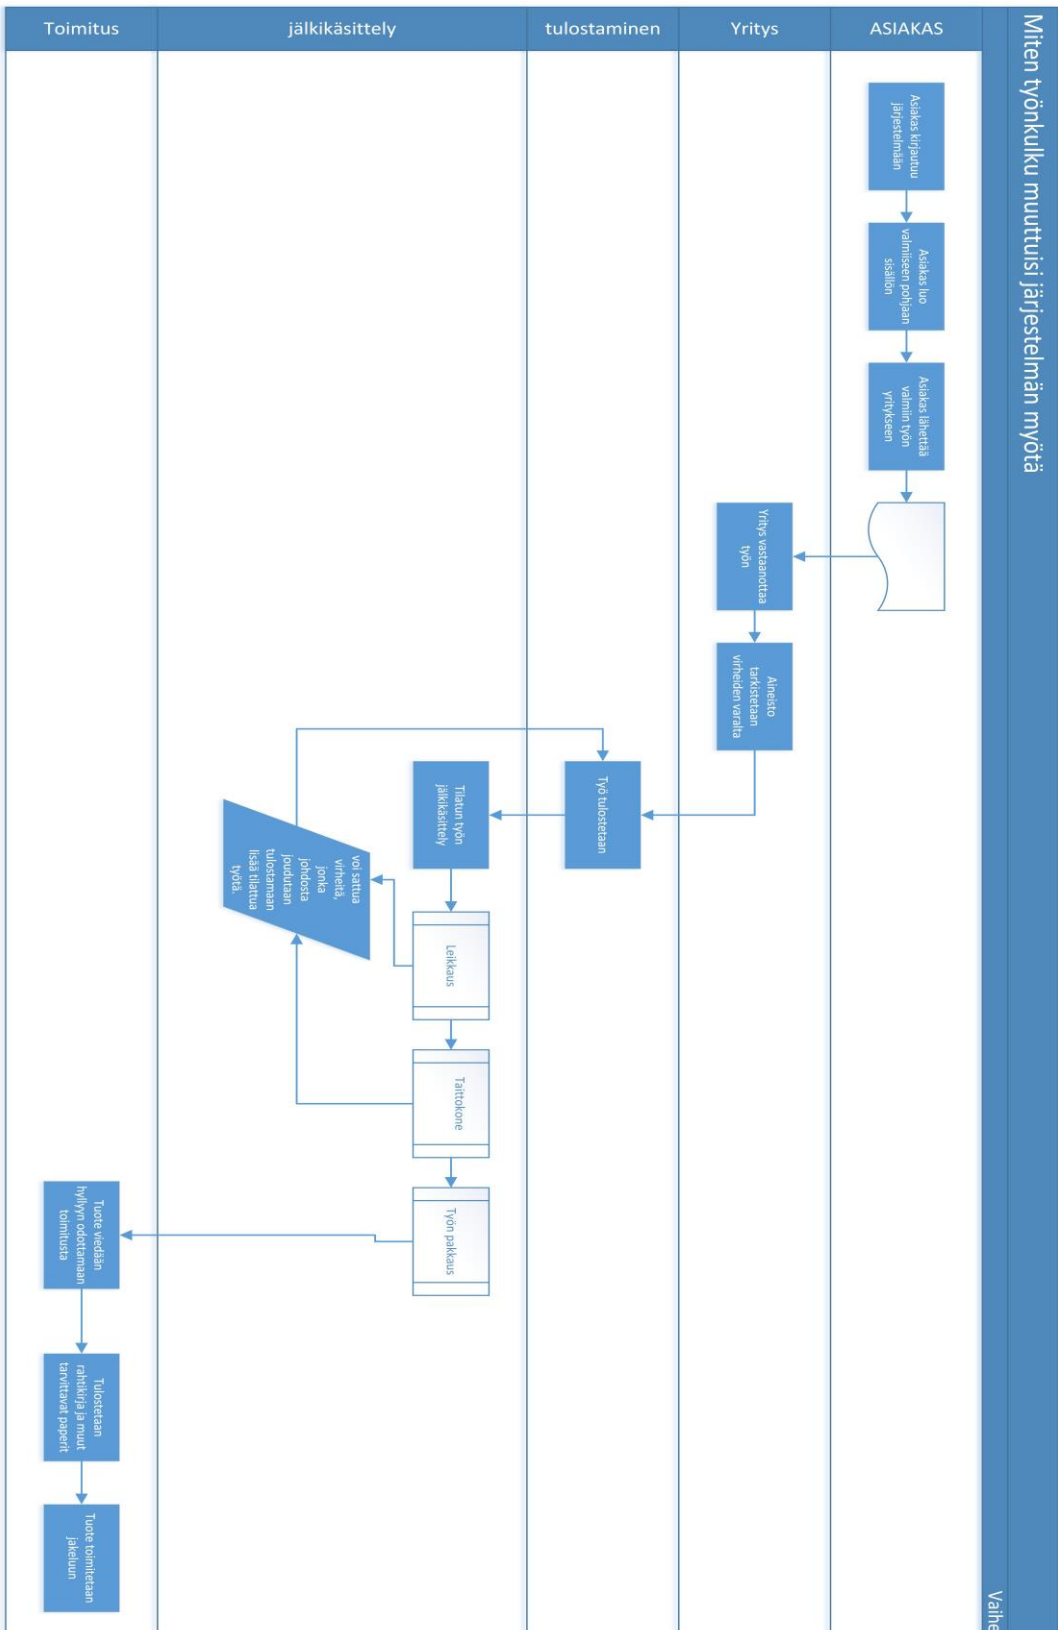 Miten työnkulku muuttuisi järjestelmän myötä
Vaihe
ASIAKAS
Asiakas kirjautuu
järjestelmään
Asiakas luo
valmiiseen pohjaan
sisällön
Asiakas lähettää
valmiin työn
yritykseen
Yritys
Yritys vastaanottaa
työn
Aineisto
tarkistetaan
virheiden varalta
tulostaminen
Työ tulostetaan
jälkikäsittely
Tilatun työn
jälkikäsittely
Leikkaus
Taittokone
Työn pakkaus
voi sattua
virheitä,
jonka
johdosta
joudutaan
tulostamaan
lisää tilattua
työtä.
Toimitus
Tuote viedään
hyllyyn odottamaan
toimitusta
Tulostetaan
rahtikirja ja muut
tarvittavat paperit
Tuote toimitetaan
jakeluun